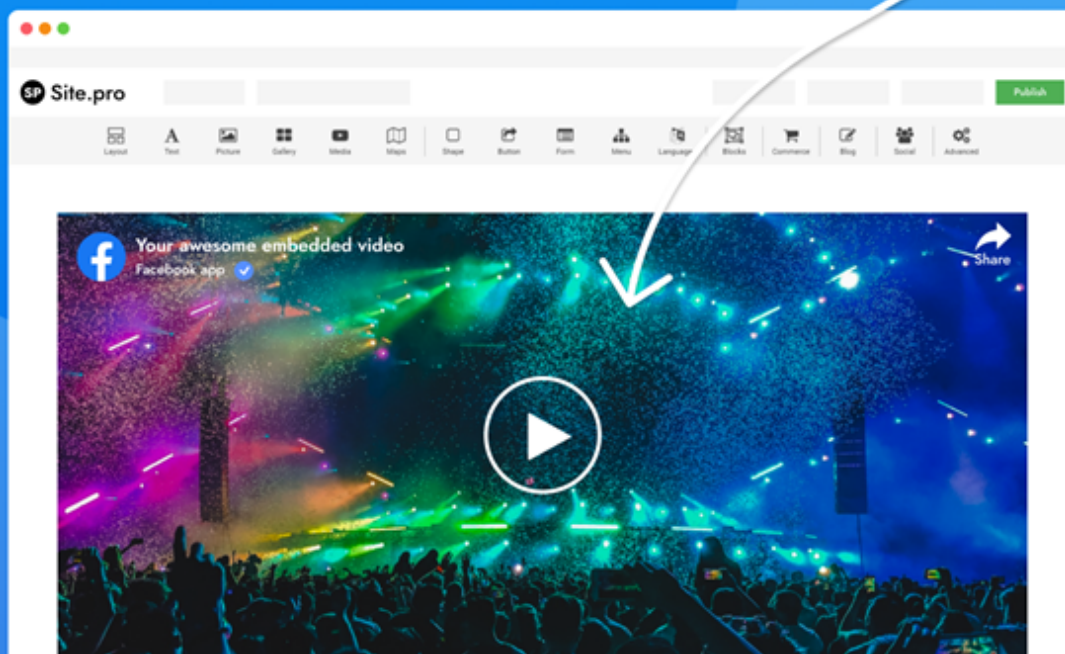 SP Site.pro
Publish
Layout Text Picture Gallery Media Maps Shape Button Form Menu Language Blocks Commerce Blog Social Advanced
Your awesome embedded video
Facebook app
Share